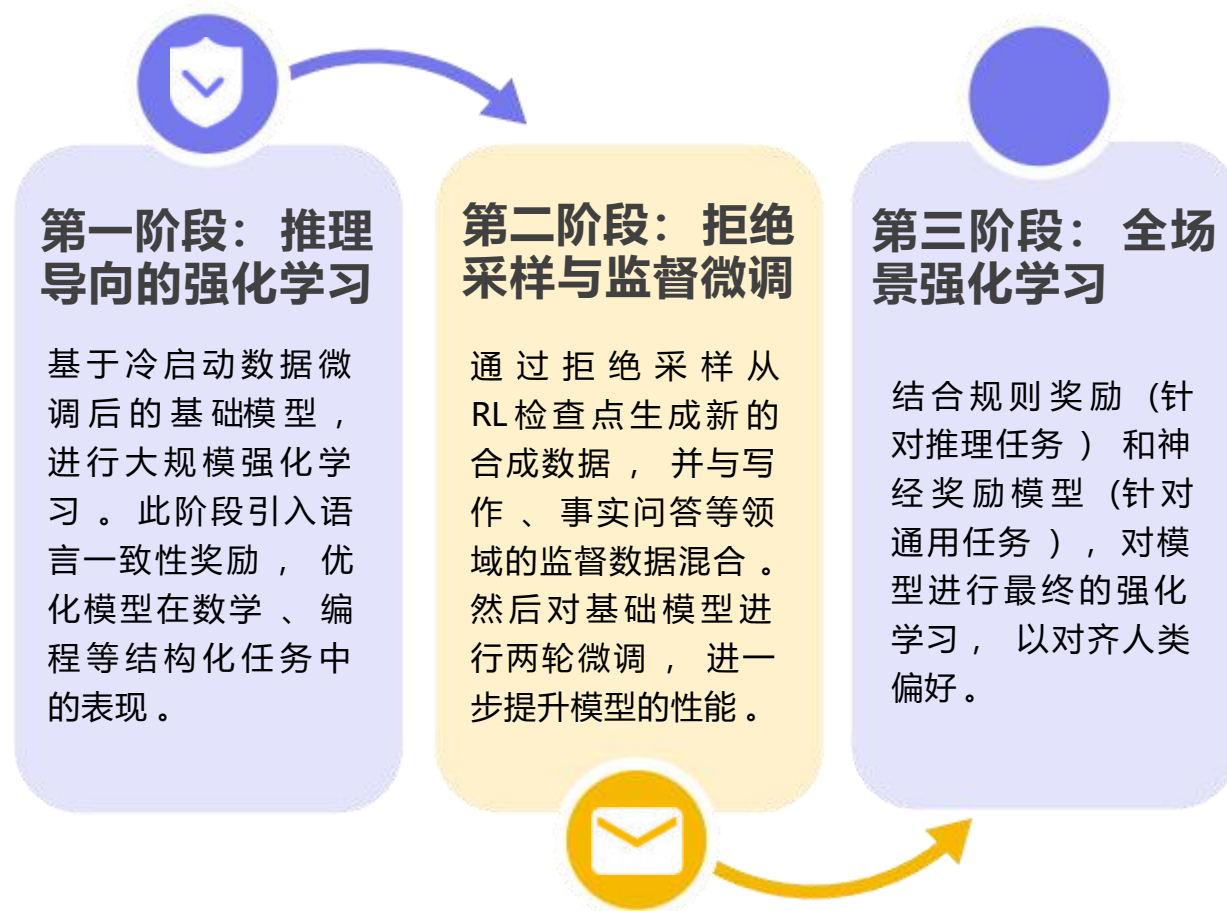 第一阶段： 推理
导向的强化学习
基于冷启动数据微
调后的基础模型 ，
进行大规模强化学
习 。 此阶段引入语
言一致性奖励 ， 优
化模型在数学 、 编
程等结构化任务中
的表现 。
第二阶段： 拒绝
采样与监督微调
通过拒绝采样从
RL检查点生成新的
合成数据 ， 并与写
作 、 事实问答等领
域的监督数据混合 。
然后对基础模型进
行两轮微调 ， 进一
步提升模型的性能 。
第三阶段： 全场
景强化学习
结合规则奖励 (针
对推理任务 ） 和神
经奖励模型 (针对
通用任务 ） ，对模
型进行最终的强化
学习 ， 以对齐人类
偏好 。